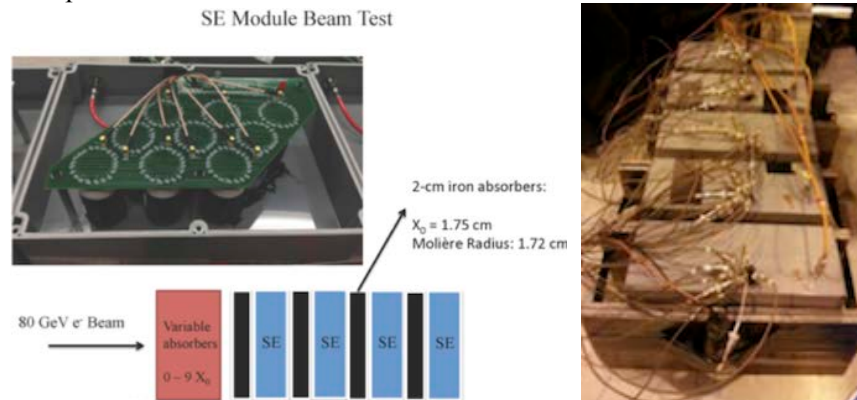 SE Module Beam Test
2-cm iron absorbers:
X₀ = 1.75 cm
Molière Radius: 1.72 cm
80 GeV e⁻ Beam
Variable
absorbers
0 – 9 X₀
SE
SE
SE
SE